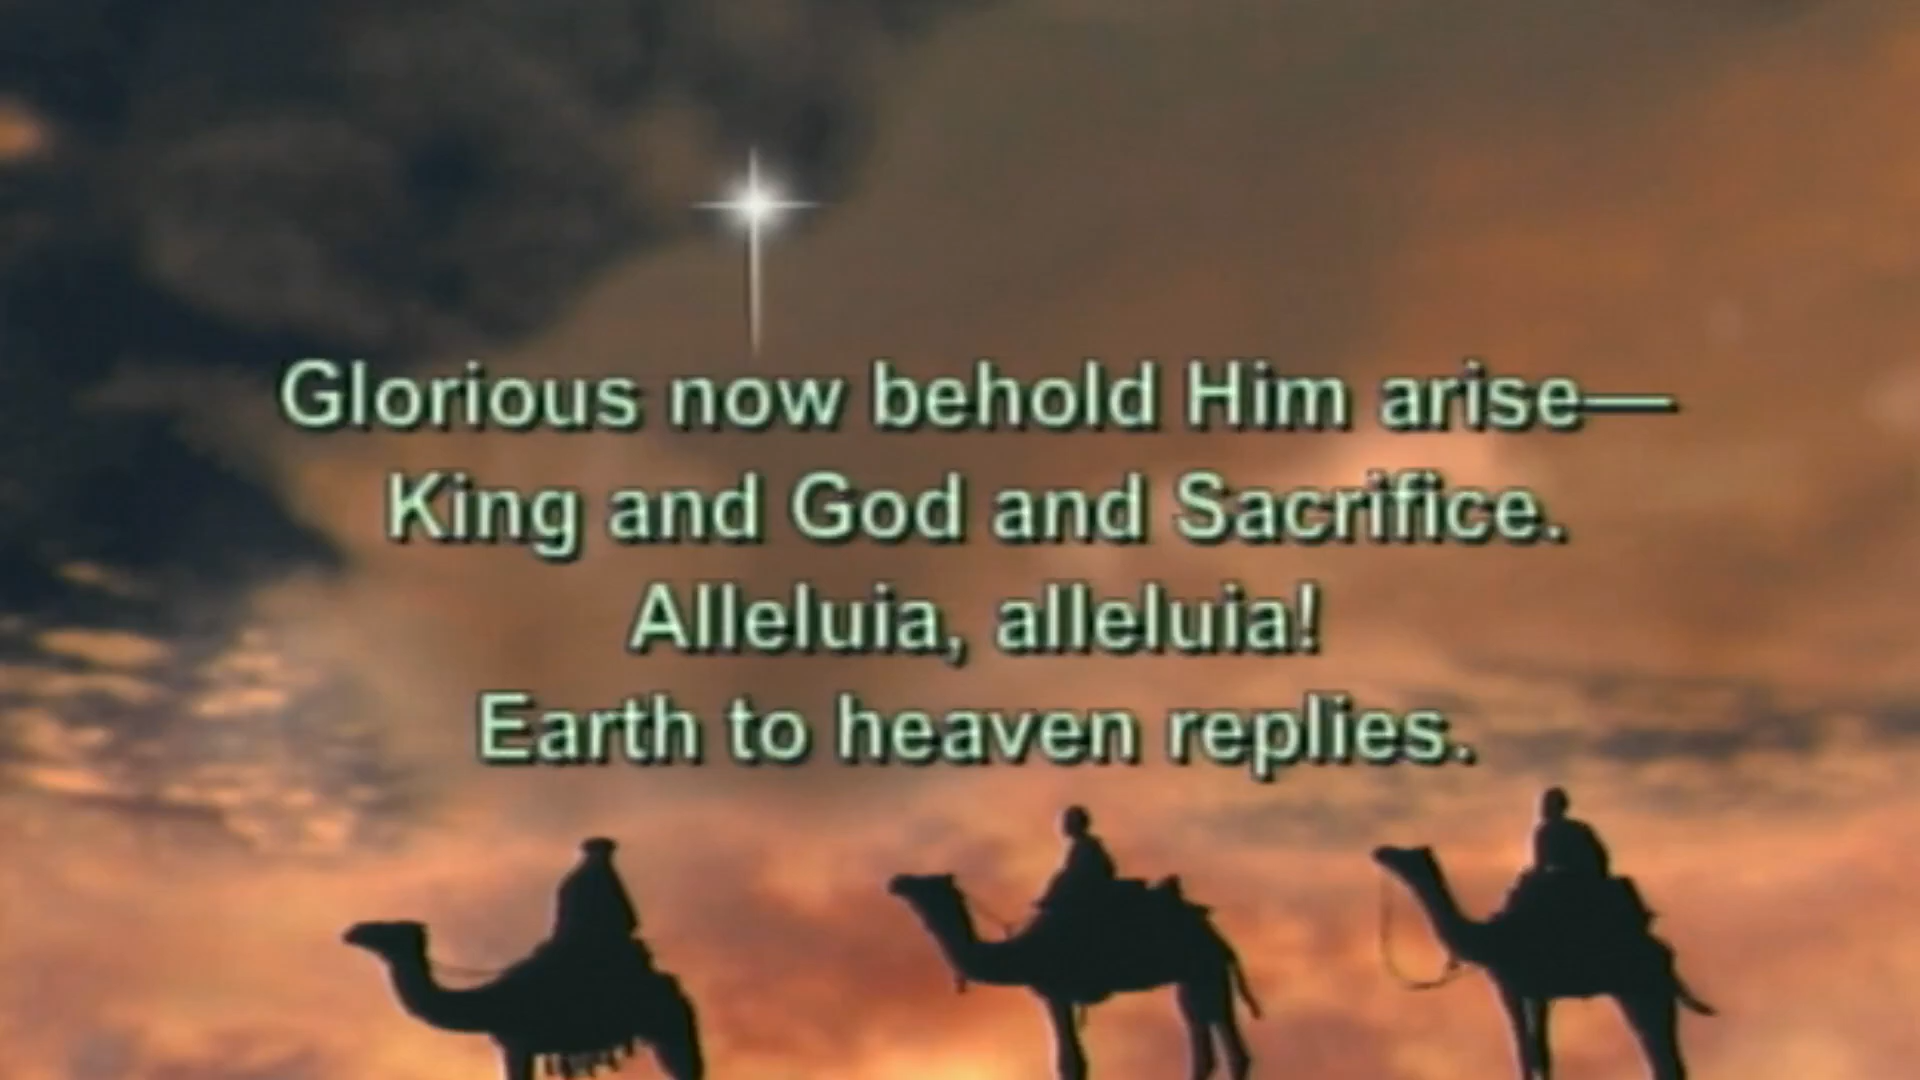 Glorious now behold Him arise—
King and God and Sacrifice.
Alleluia, alleluia!
Earth to heaven replies.